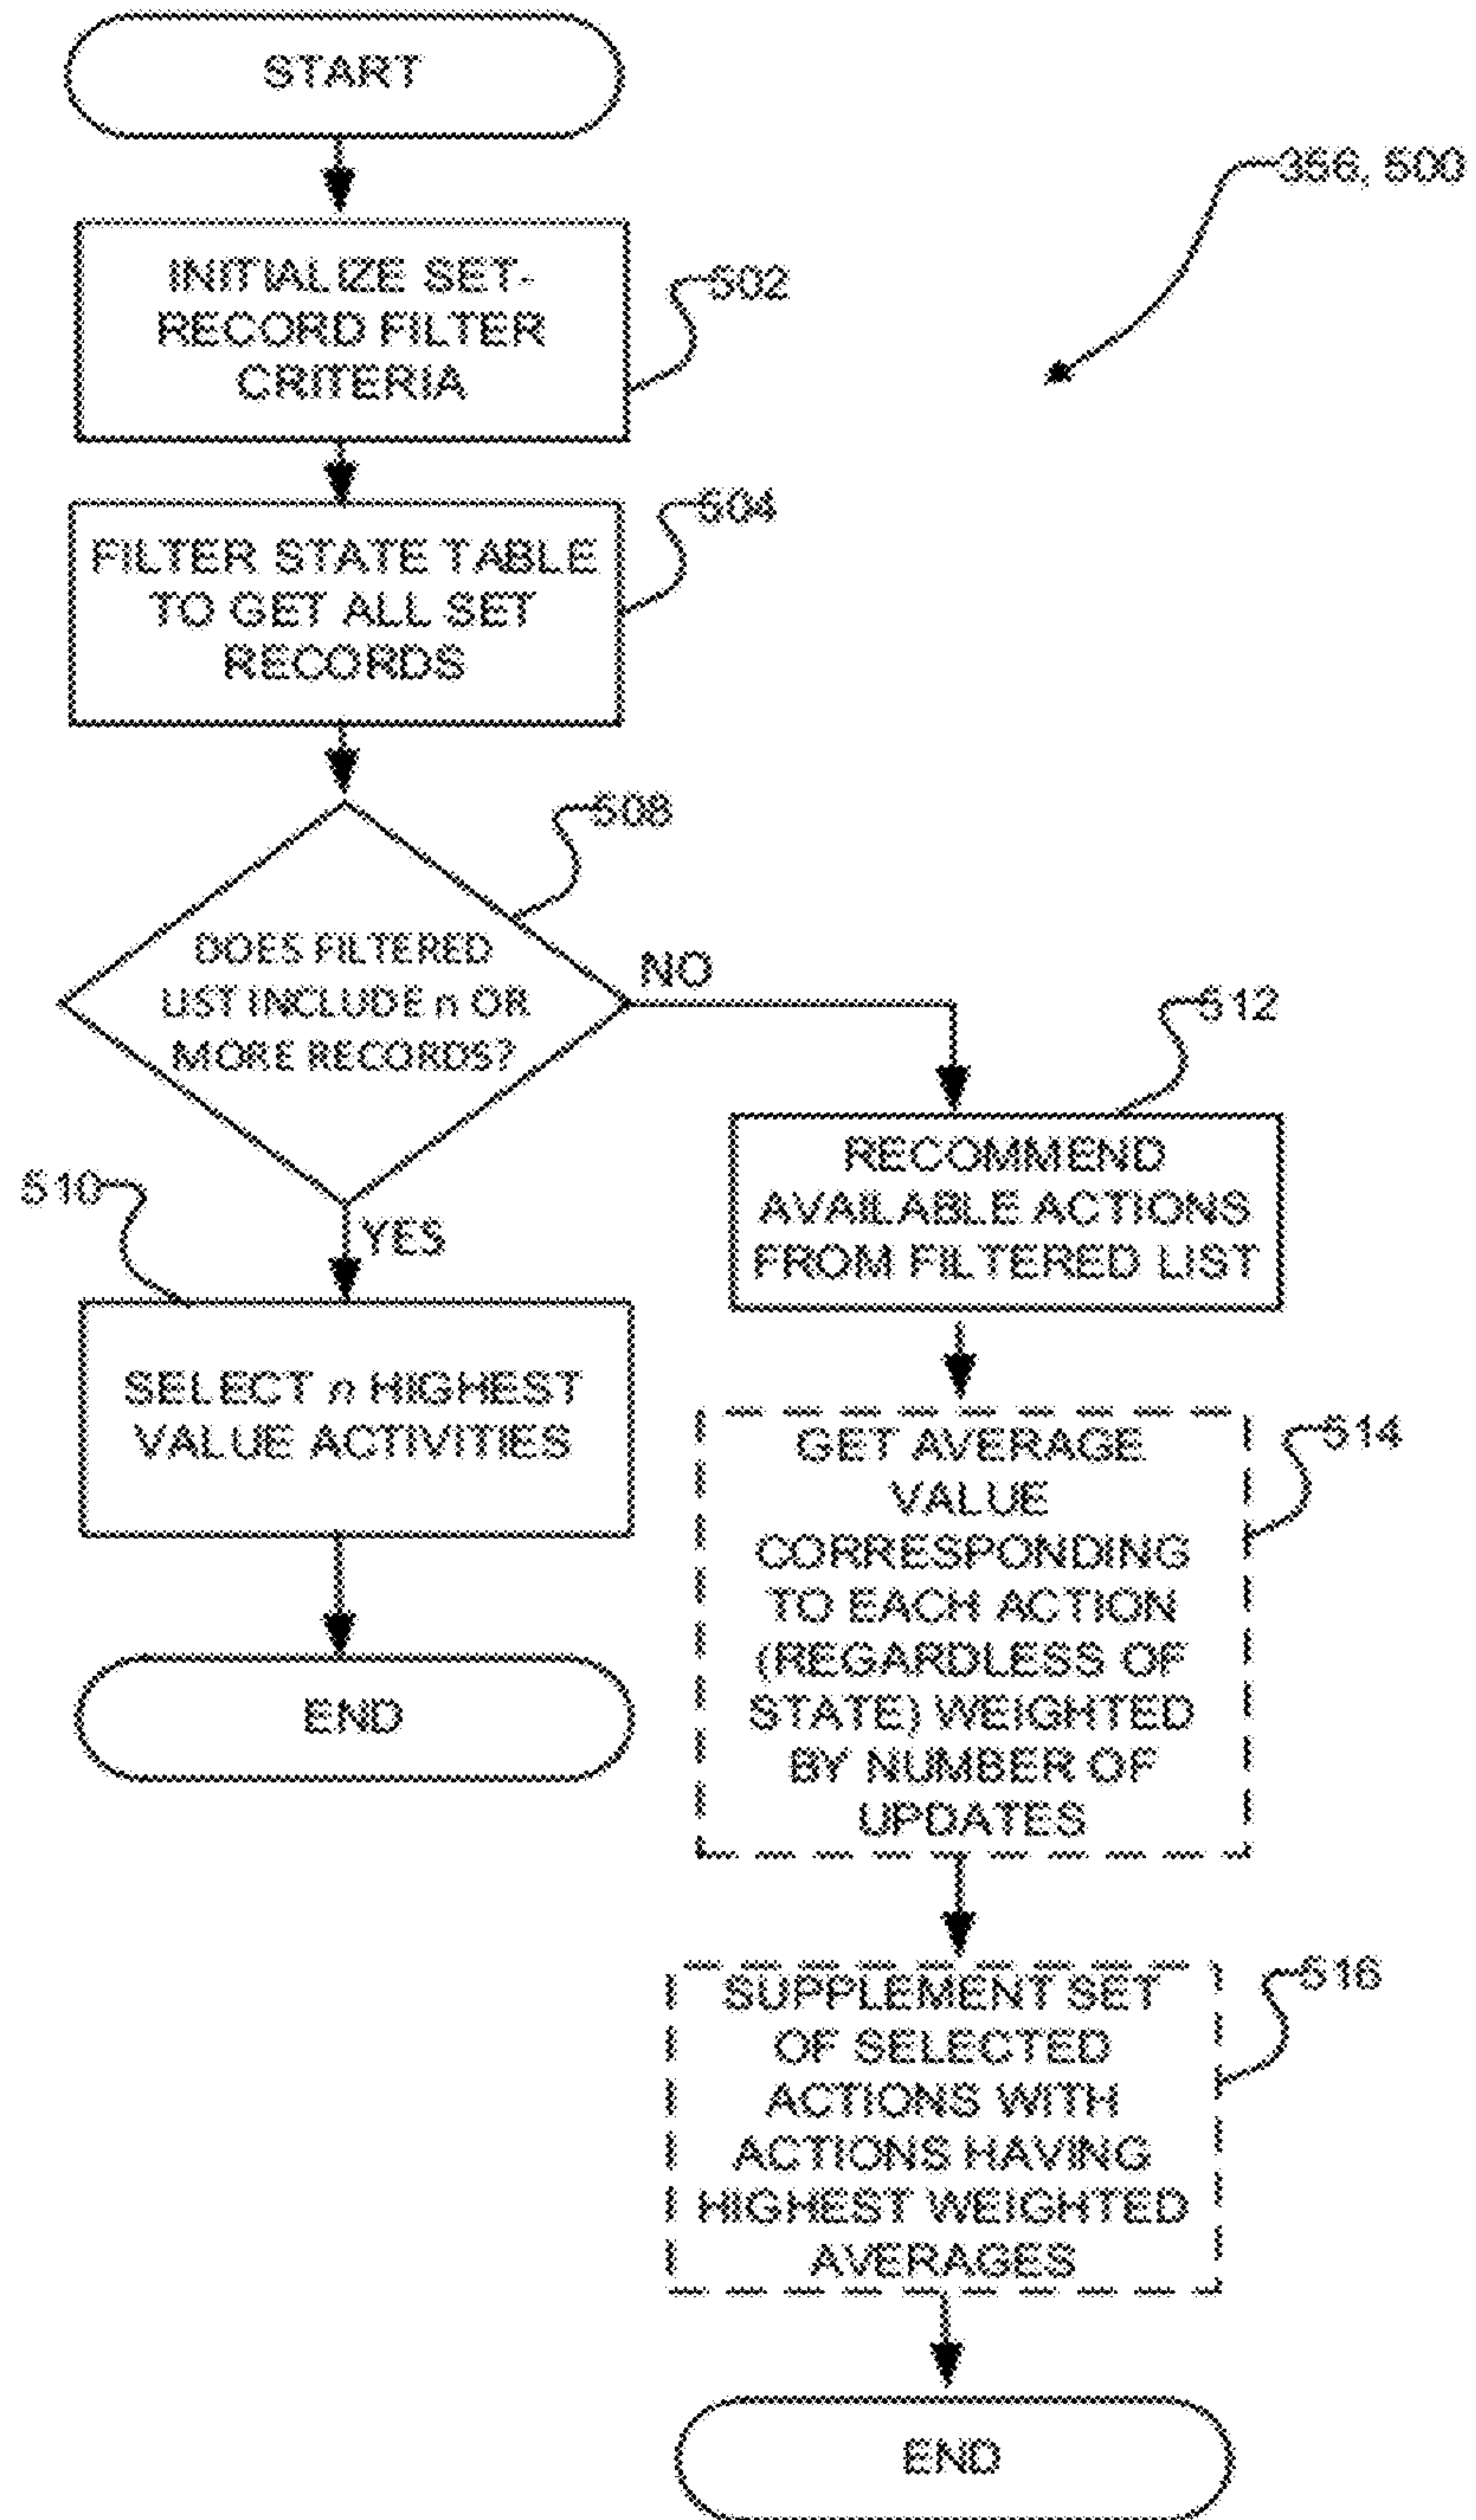 START
356, 500
INITIALIZE SET-
RECORD FILTER
CRITERIA
502
FILTER STATE TABLE
TO GET ALL SET
RECORDS
504
508
DOES FILTERED
LIST INCLUDE n OR
MORE RECORDS?
NO
512
RECOMMEND
AVAILABLE ACTIONS
FROM FILTERED LIST
510
YES
SELECT n HIGHEST
VALUE ACTIVITIES
END
GET AVERAGE
VALUE
CORRESPONDING
TO EACH ACTION
(REGARDLESS OF
STATE) WEIGHTED
BY NUMBER OF
UPDATES
514
SUPPLEMENT SET
OF SELECTED
ACTIONS WITH
ACTIONS HAVING
HIGHEST WEIGHTED
AVERAGES
516
END